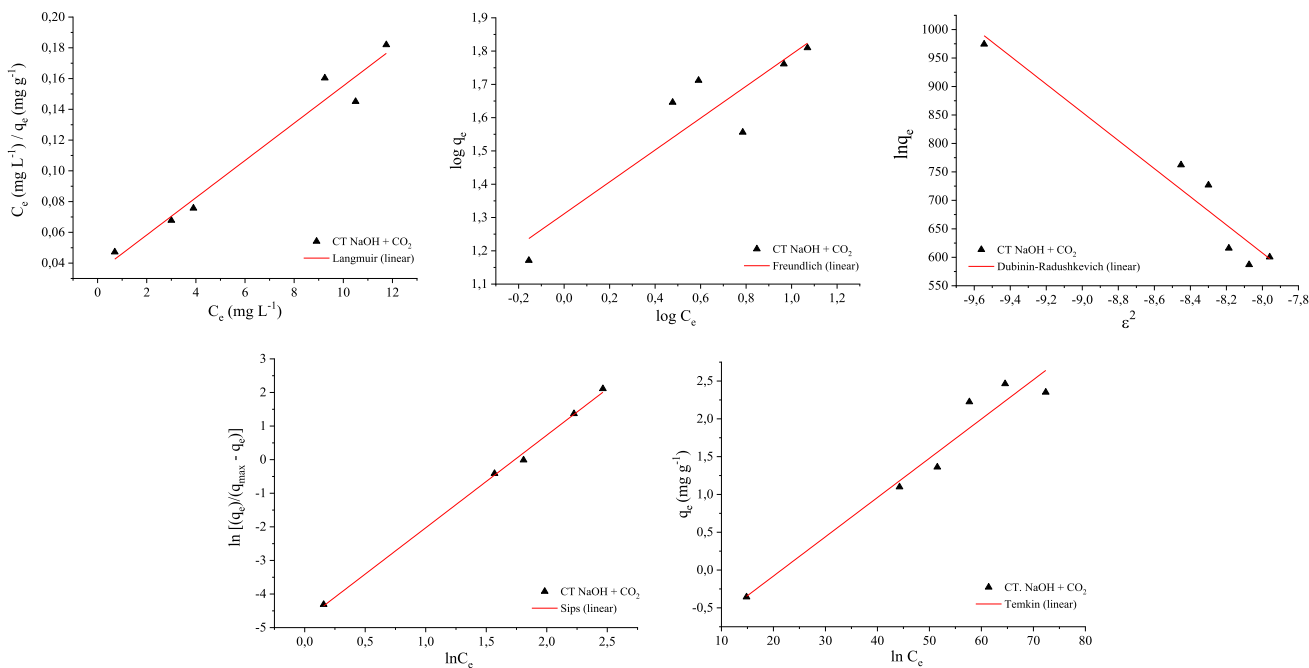 0,20
0,18
0,16
0,14
0,12
0,10
0,08
0,06
0,04
C_e (mg L^-1) / q_e (mg g^-1)
CT NaOH + CO_2
Langmuir (linear)
0 2 4 6 8 10 12
C_e (mg L^-1)
1,9
1,8
1,7
1,6
1,5
1,4
1,3
1,2
1,1
log q_e
CT NaOH + CO_2
Freundlich (linear)
-0,2 0,0 0,4 0,6 0,8 1,0 1,2
log C_e
1000
950
900
850
800
750
700
650
600
550
lnq_e
CT NaOH + CO_2
Dubinin-Radushkevich (linear)
-9,6 -9,4 -9,2 -9,0 -8,8 -8,6 -8,4 -8,2 -8,0 -7,8
ε^2
3
2
1
0
-1
-2
-3
-4
-5
ln [(q_e)/(q_max - q_e)]
CT NaOH + CO_2
Sips (linear)
0,0 0,5 1,0 1,5 2,0 2,5 3,0
lnC_e
2,5
2,0
1,5
1,0
0,5
0,0
-0,5
q_e (mg g^-1)
CT. NaOH + CO_2
Temkin (linear)
10 20 30 40 50 60 70 80
ln C_e